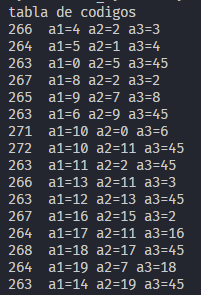 tabla de codigos
266 a1=4 a2=2 a3=3
264 a1=5 a2=1 a3=4
263 a1=0 a2=5 a3=45
267 a1=8 a2=2 a3=2
265 a1=9 a2=7 a3=8
263 a1=6 a2=9 a3=45
271 a1=10 a2=0 a3=6
272 a1=10 a2=11 a3=45
263 a1=11 a2=2 a3=45
266 a1=13 a2=11 a3=3
263 a1=12 a2=13 a3=45
267 a1=16 a2=15 a3=2
264 a1=17 a2=11 a3=16
268 a1=18 a2=17 a3=45
264 a1=19 a2=7 a3=18
263 a1=14 a2=19 a3=45